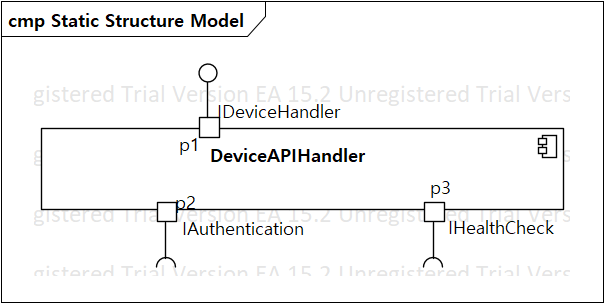 cmp Static Structure Model
gistered Trial Version EA 15.2 Unregistered Trial Vers
IDeviceHandler
p1
DeviceAPIHandler
p2
p3
gistered Trial Version EA 15.2 Unregistered Trial Vers
IAuthentication
IHealthCheck
gistered Trial Version EA 15.2 Unregistered Trial Vers